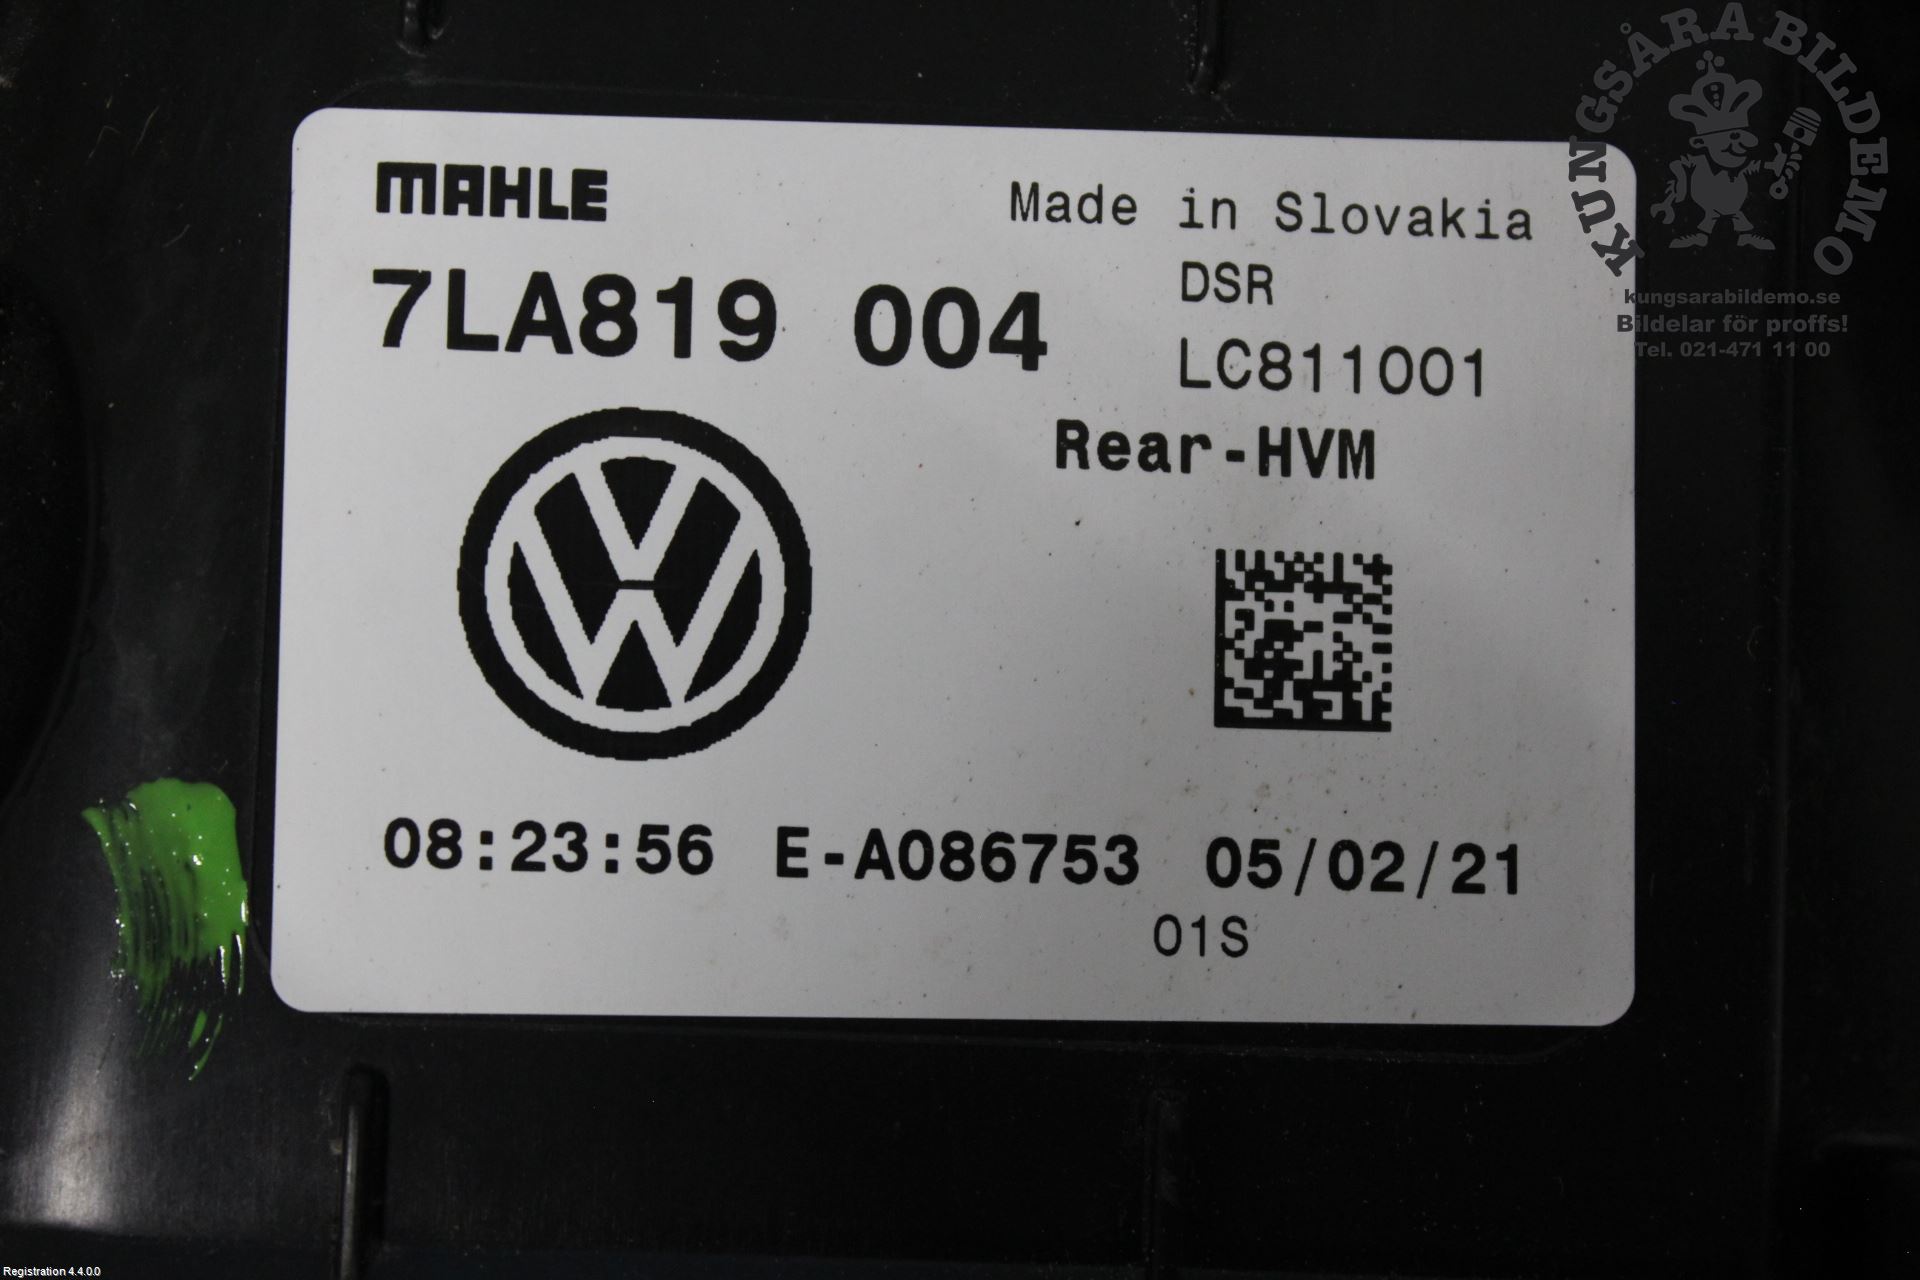 MAHLE
Made in Slovakia
7LA819 004
DSR
LC811001
Rear-HVM
08:23:56 E-A086753 05/02/21
01S
KUNGSÅRA BILDEMO
kungsarabildemo.se
Bildelar för proffs!
Tel. 021-471 11 00
Registration 4.4.0.0